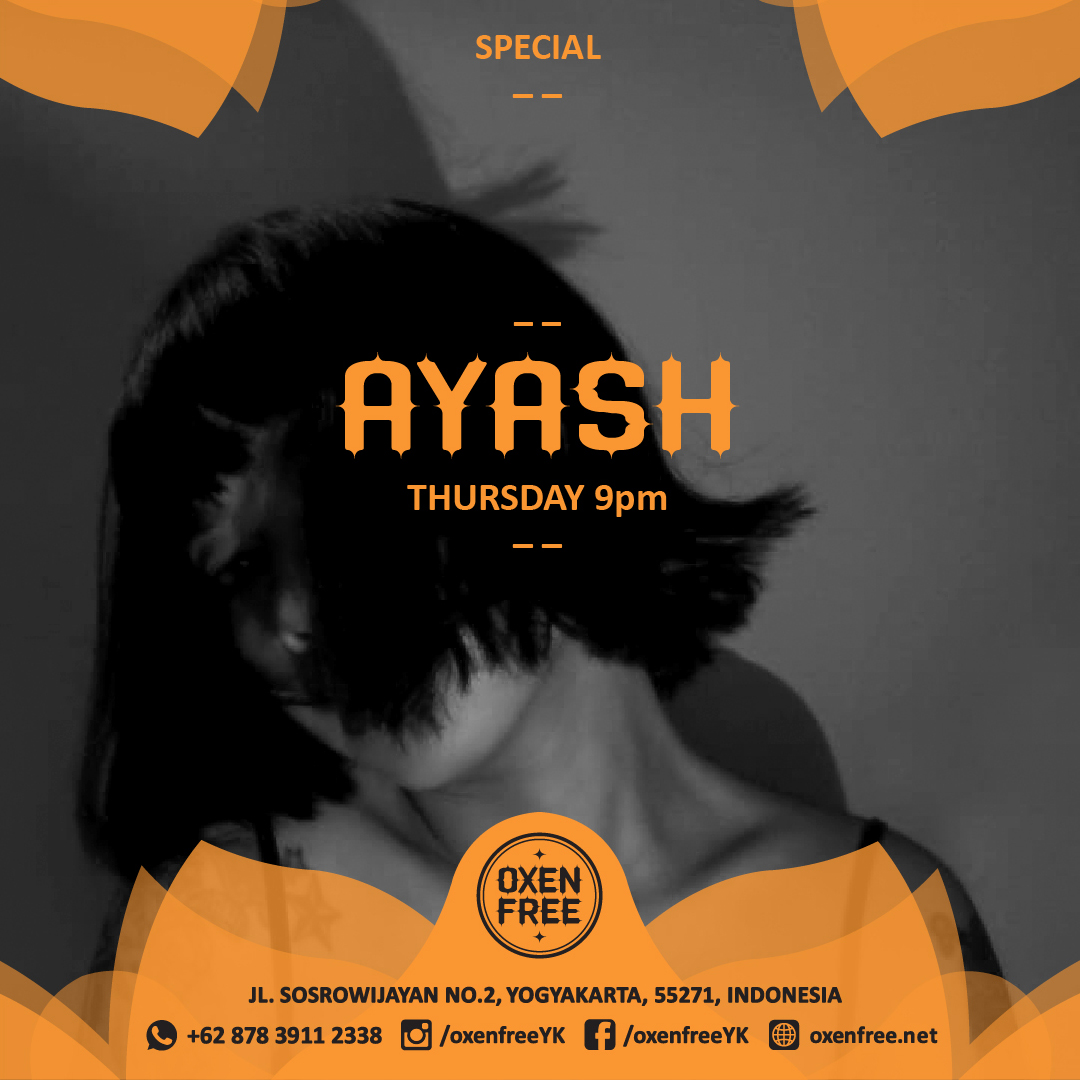 SPECIAL
AYASH
THURSDAY 9pm
OXEN
FREE
JL. SOSROWIJAYAN NO.2, YOGYAKARTA, 55271, INDONESIA
+62 878 3911 2338 /oxenfreeYK /oxenfreeYK oxenfree.net